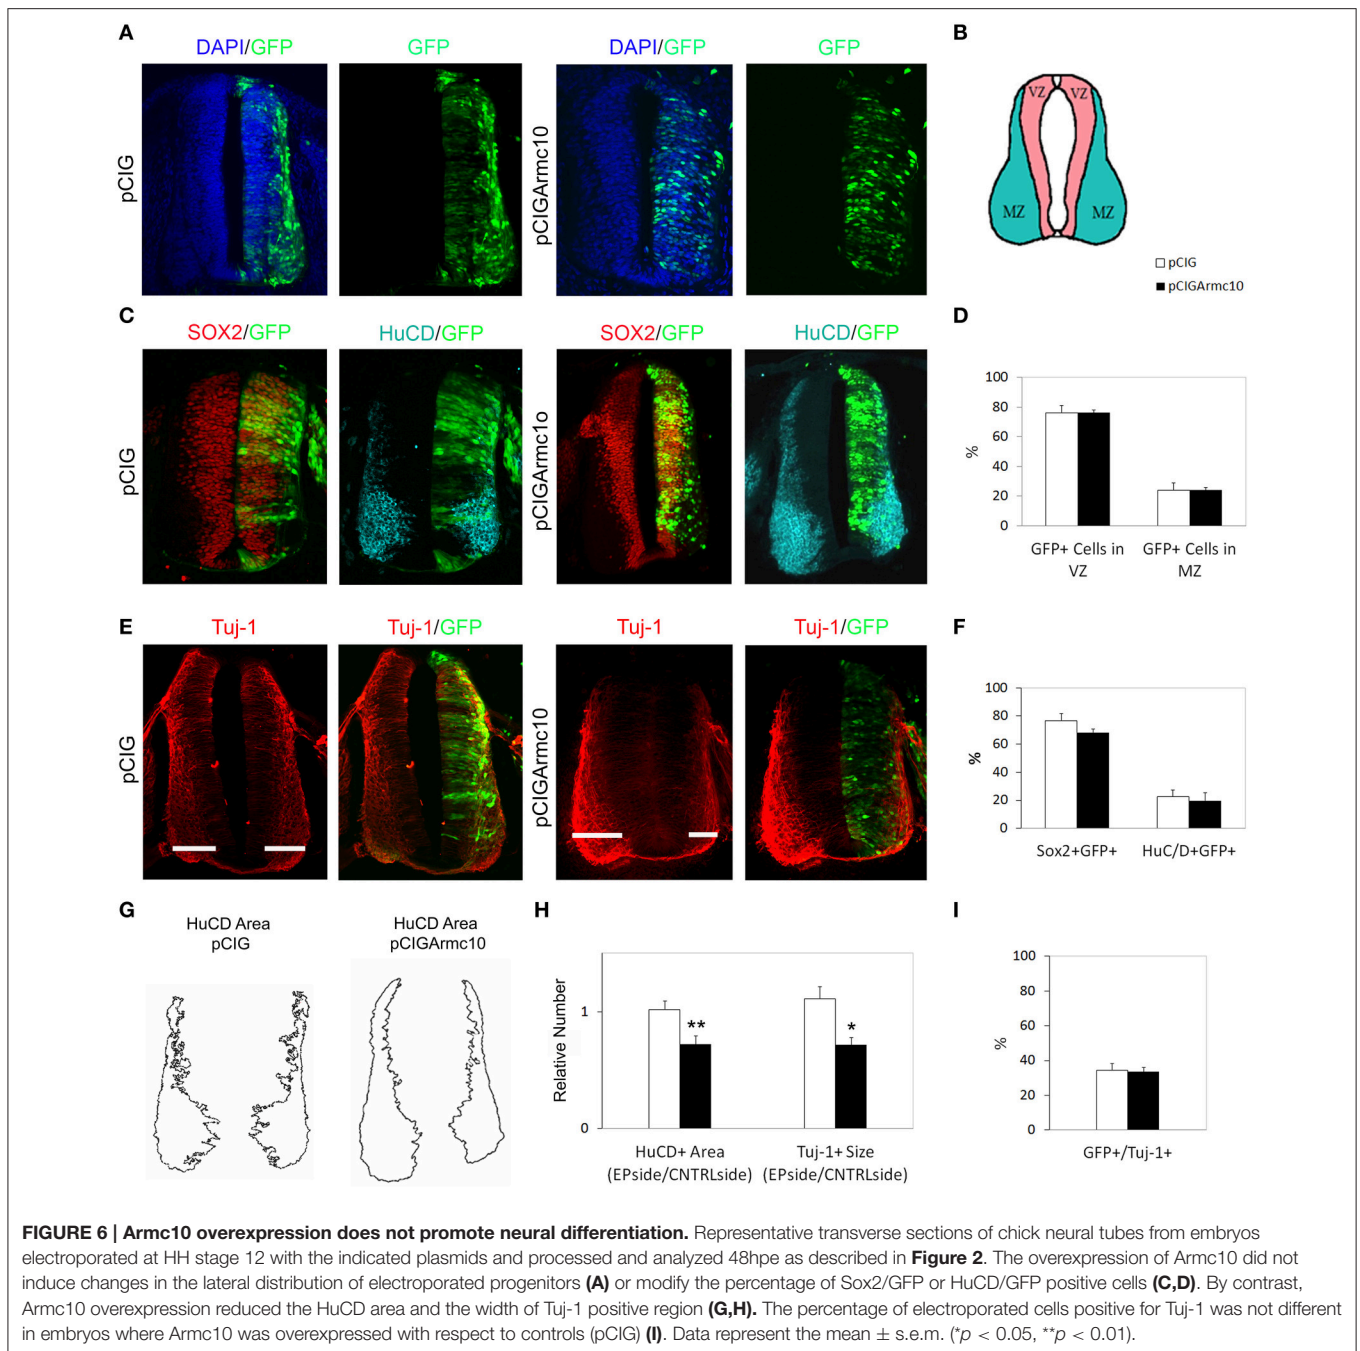 A
DAPI/GFP
GFP
DAPI/GFP
GFP
B
pCIG
pCIGArmc10
VZ
VZ
MZ
MZ
pCIG
pCIGArmc10
C
SOX2/GFP
HuCD/GFP
SOX2/GFP
HuCD/GFP
D
pCIG
pCIGArmc1o
%
100
80
60
40
20
0
GFP+ Cells in
VZ
GFP+ Cells in
MZ
E
Tuj-1
Tuj-1/GFP
Tuj-1
Tuj-1/GFP
F
pCIG
pCIGArmc10
%
100
80
60
40
20
0
Sox2+GFP+
HuC/D+GFP+
G
HuCD Area
pCIG
HuCD Area
pCIGArmc10
H
Relative Number
1
0
**
*
HuCD+ Area
(EPside/CNTRLside)
Tuj-1+ Size
(EPside/CNTRLside)
I
%
100
80
60
40
20
0
GFP+/Tuj-1+
FIGURE 6 | Armc10 overexpression does not promote neural differentiation. Representative transverse sections of chick neural tubes from embryos
electroporated at HH stage 12 with the indicated plasmids and processed and analyzed 48hpe as described in Figure 2. The overexpression of Armc10 did not
induce changes in the lateral distribution of electroporated progenitors (A) or modify the percentage of Sox2/GFP or HuCD/GFP positive cells (C,D). By contrast,
Armc10 overexpression reduced the HuCD area and the width of Tuj-1 positive region (G,H). The percentage of electroporated cells positive for Tuj-1 was not different
in embryos where Armc10 was overexpressed with respect to controls (pCIG) (I). Data represent the mean ± s.e.m. (*p < 0.05, **p < 0.01).